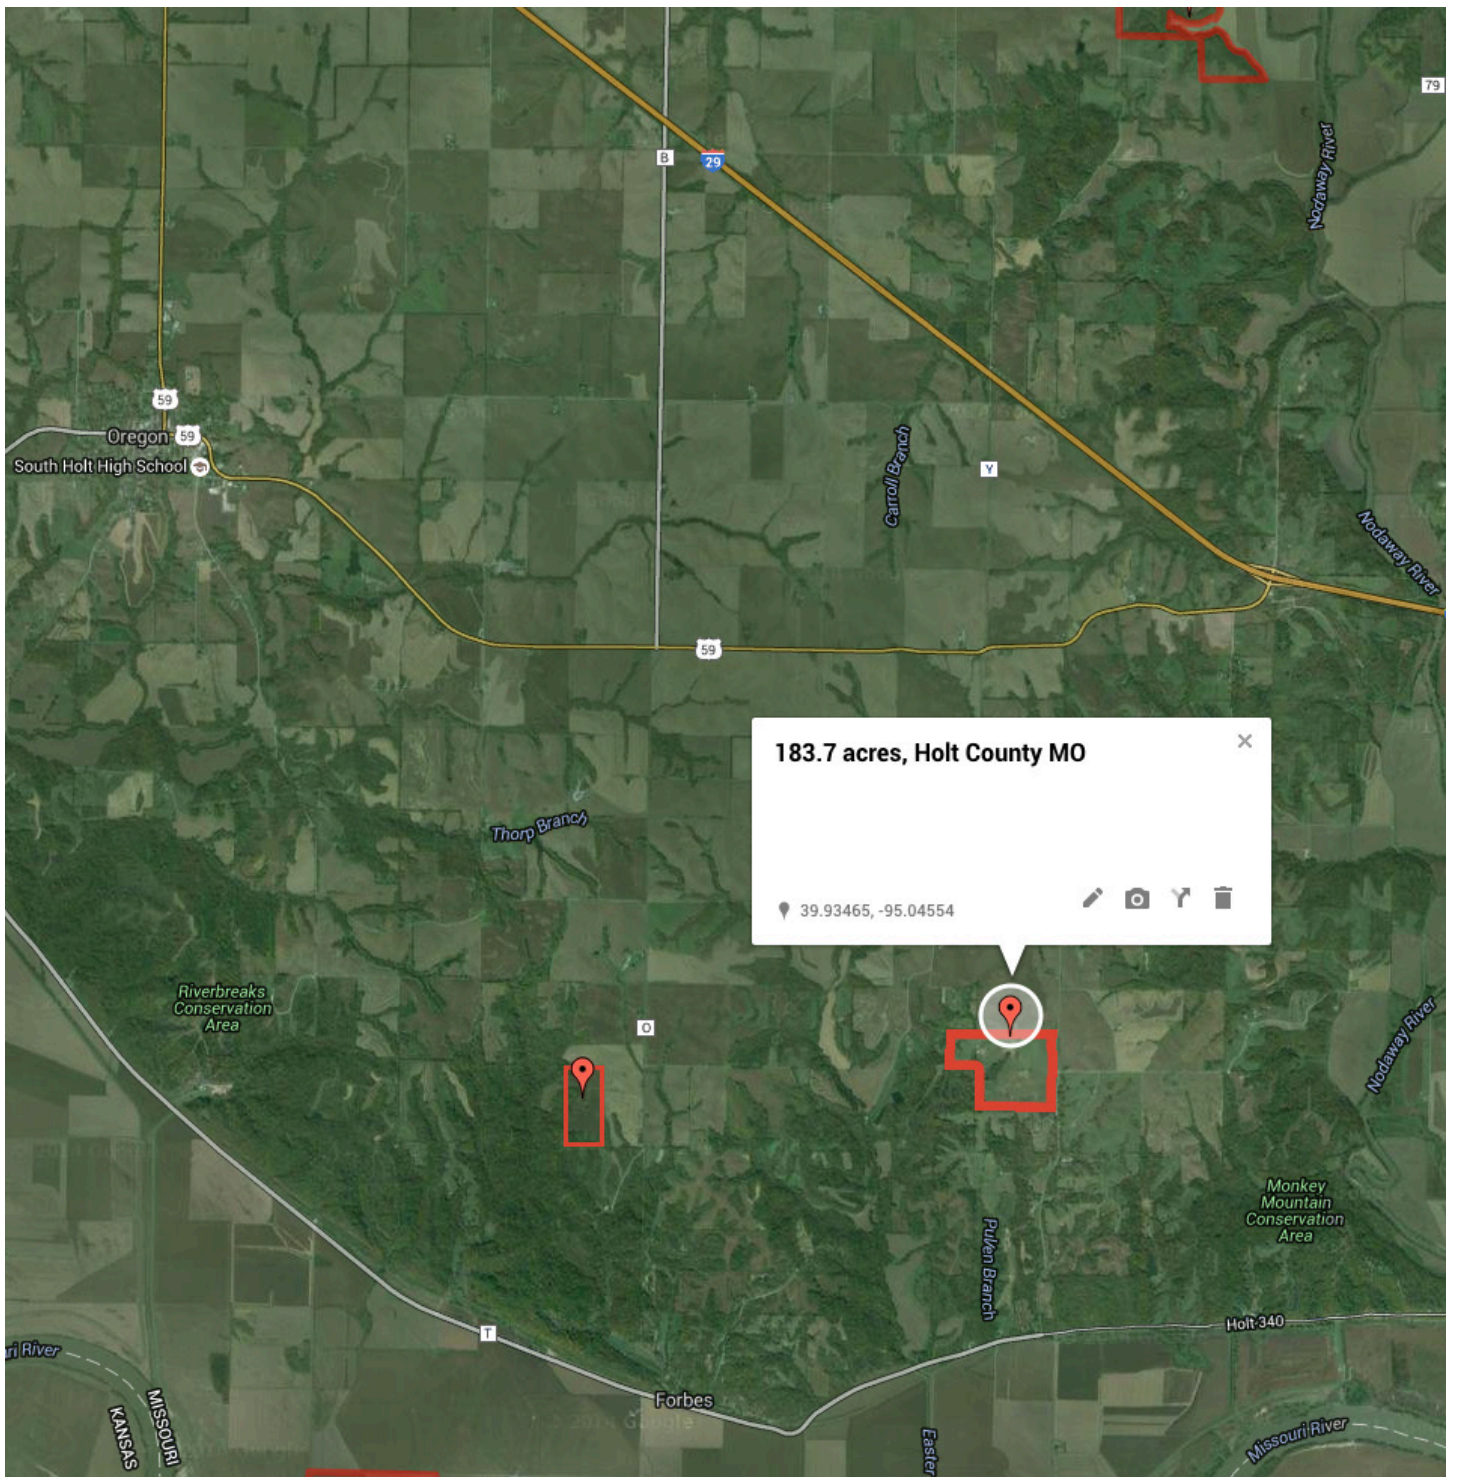 79
Nodaway River
B
29
59
Oregon
59
South Holt High School
Carroll Branch
Y
Nodaway River
59
183.7 acres, Holt County MO
39.93465, -95.04554
Thorp Branch
Riverbreaks
Conservation
Area
O
Nodaway River
Monkey
Mountain
Conservation
Area
Pulven Branch
Holt-340
T
ri River
MISSOURI
KANSAS
Forbes
Google
Easter
Missouri River